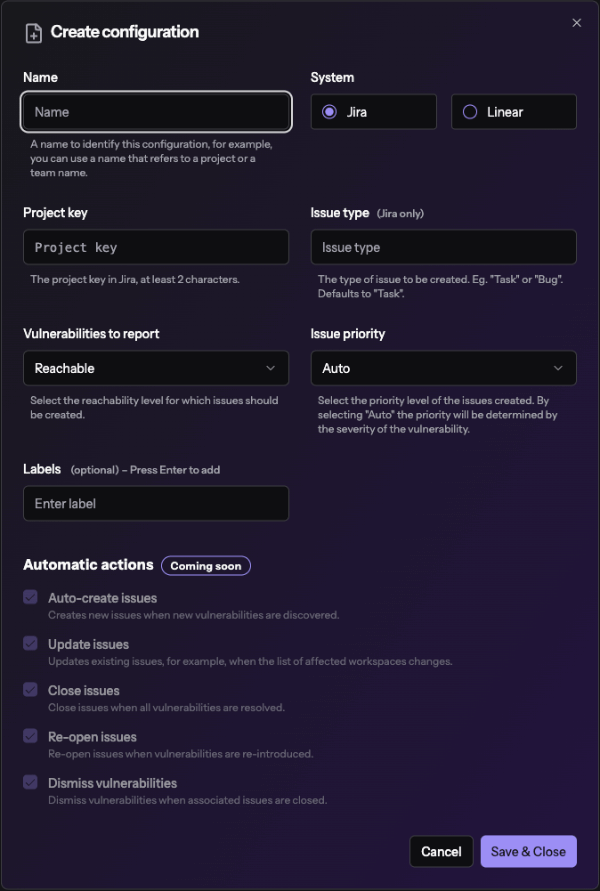 Create configuration
Name
System
Name
Jira
Linear
A name to identify this configuration, for example,
you can use a name that refers to a project or a
team name.
Project key
Issue type (Jira only)
Project key
Issue type
The project key in Jira, at least 2 characters.
The type of issue to be created. Eg. "Task" or "Bug".
Defaults to "Task".
Vulnerabilities to report
Issue priority
Reachable
Auto
Select the reachability level for which issues should
be created.
Select the priority level of the issues created. By
selecting "Auto" the priority will be determined by
the severity of the vulnerability.
Labels (optional) – Press Enter to add
Enter label
Automatic actions Coming soon
Auto-create issues
Creates new issues when new vulnerabilities are discovered.
Update issues
Updates existing issues, for example, when the list of affected workspaces changes.
Close issues
Close issues when all vulnerabilities are resolved.
Re-open issues
Re-open issues when vulnerabilities are re-introduced.
Dismiss vulnerabilities
Dismiss vulnerabilities when associated issues are closed.
Cancel
Save & Close